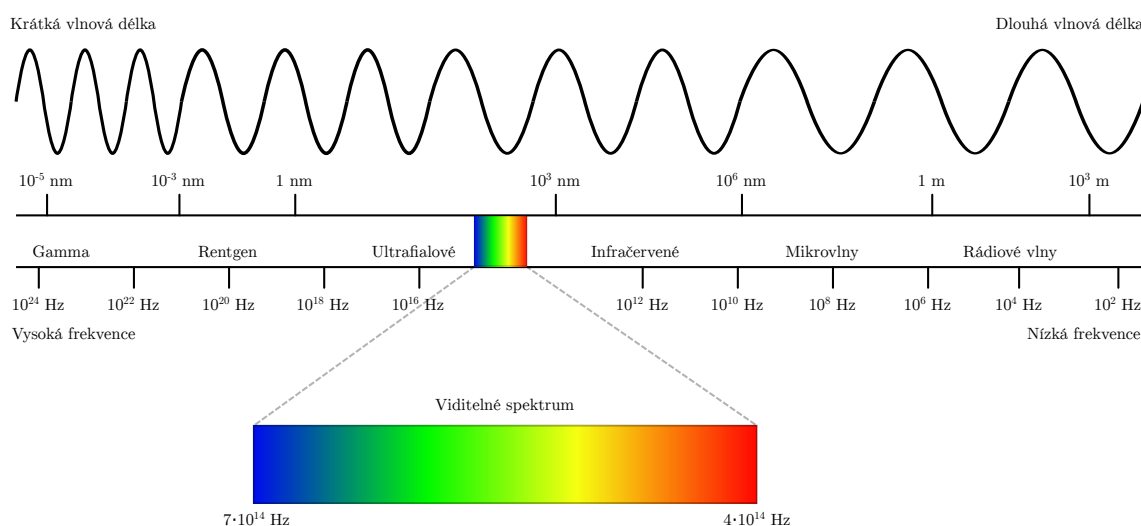 Krátká vlnová délka Dlouhá vlnová délka
10⁻⁵ nm 10⁻³ nm 1 nm 10³ nm 10⁶ nm 1 m 10³ m
Gamma Rentgen Ultrafialové Infračervené Mikrovlny Rádiové vlny
10²⁴ Hz 10²² Hz 10²⁰ Hz 10¹⁸ Hz 10¹⁶ Hz 10¹² Hz 10¹⁰ Hz 10⁸ Hz 10⁶ Hz 10⁴ Hz 10² Hz
Vysoká frekvence Nízká frekvence
Viditelné spektrum
7·10¹⁴ Hz 4·10¹⁴ Hz